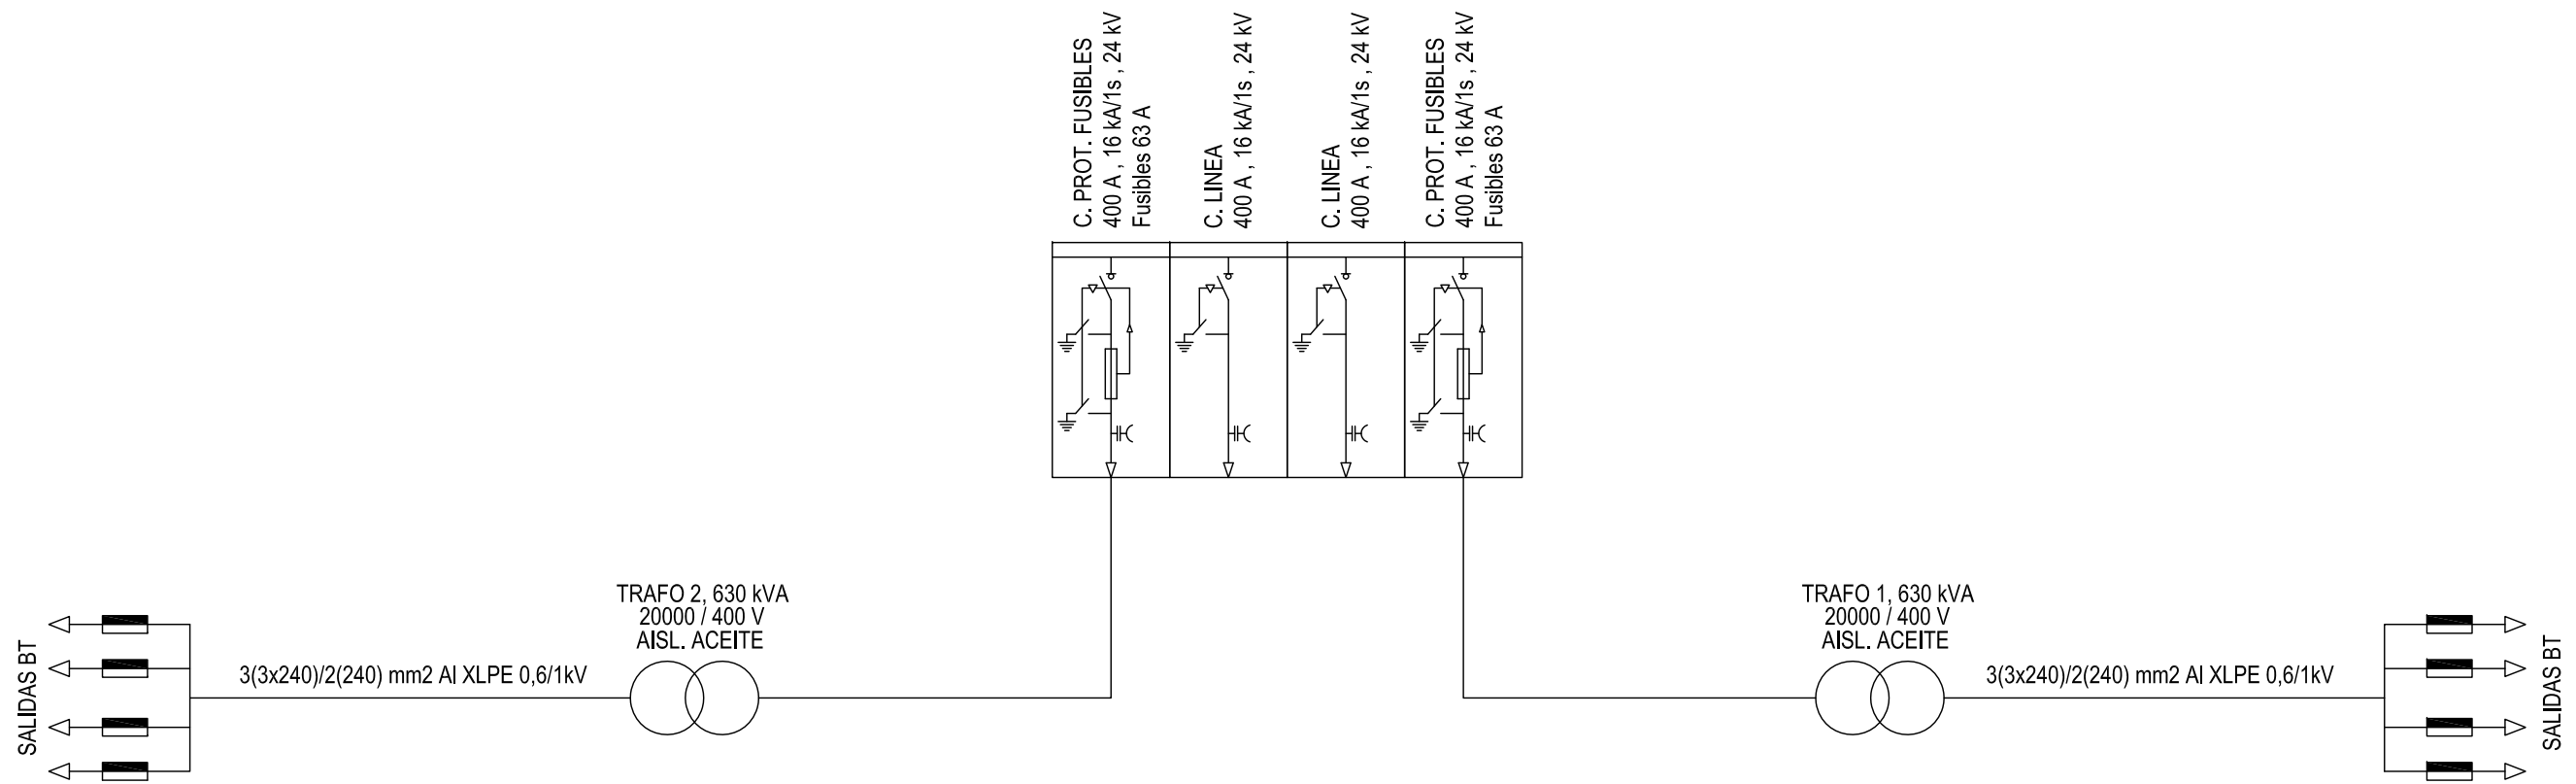 C. PROT. FUSIBLES
400 A , 16 kA/1s , 24 kV
Fusibles 63 A
C. LINEA
400 A , 16 kA/1s , 24 kV
C. LINEA
400 A , 16 kA/1s , 24 kV
C. PROT. FUSIBLES
400 A , 16 kA/1s , 24 kV
Fusibles 63 A
SALIDAS BT
3(3x240)/2(240) mm2 Al XLPE 0,6/1kV
TRAFO 2, 630 kVA
20000 / 400 V
AISL. ACEITE
TRAFO 1, 630 kVA
20000 / 400 V
AISL. ACEITE
3(3x240)/2(240) mm2 Al XLPE 0,6/1kV
SALIDAS BT